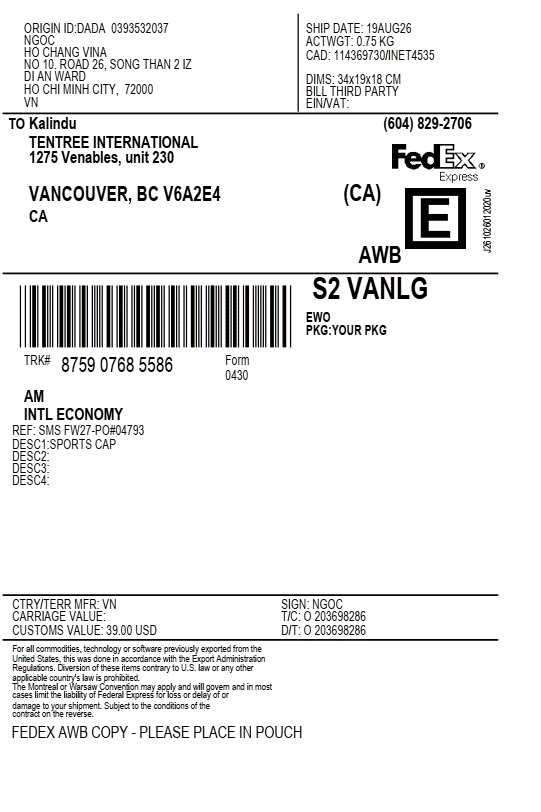 ORIGIN ID:DADA 0393532037
NGOC
HO CHANG VINA
NO 10. ROAD 26, SONG THAN 2 IZ
DI AN WARD
HO CHI MINH CITY, 72000
VN
SHIP DATE: 19AUG26
ACTWGT: 0.75 KG
CAD: 114369730/INET4535
DIMS: 34x19x18 CM
BILL THIRD PARTY
EIN/VAT:
TO Kalindu
(604) 829-2706
TENTREE INTERNATIONAL
1275 Venables, unit 230
VANCOUVER, BC V6A2E4
CA
(CA)
FedEx®
Express
E
J261026012020uv
AWB
S2 VANLG
EWO
PKG:YOUR PKG
TRK# 8759 0768 5586
Form
0430
AM
INTL ECONOMY
REF: SMS FW27-PO#04793
DESC1:SPORTS CAP
DESC2:
DESC3:
DESC4:
CTRY/TERR MFR: VN
CARRIAGE VALUE:
CUSTOMS VALUE: 39.00 USD
SIGN: NGOC
T/C: O 203698286
D/T: O 203698286
For all commodities, technology or software previously exported from the
United States, this was done in accordance with the Export Administration
Regulations. Diversion of these items contrary to U.S. law or any other
applicable country's law is prohibited.
The Montreal or Warsaw Convention may apply and will govern and in most
cases limit the liability of Federal Express for loss or delay of or
damage to your shipment. Subject to the conditions of the
contract on the reverse.
FEDEX AWB COPY - PLEASE PLACE IN POUCH